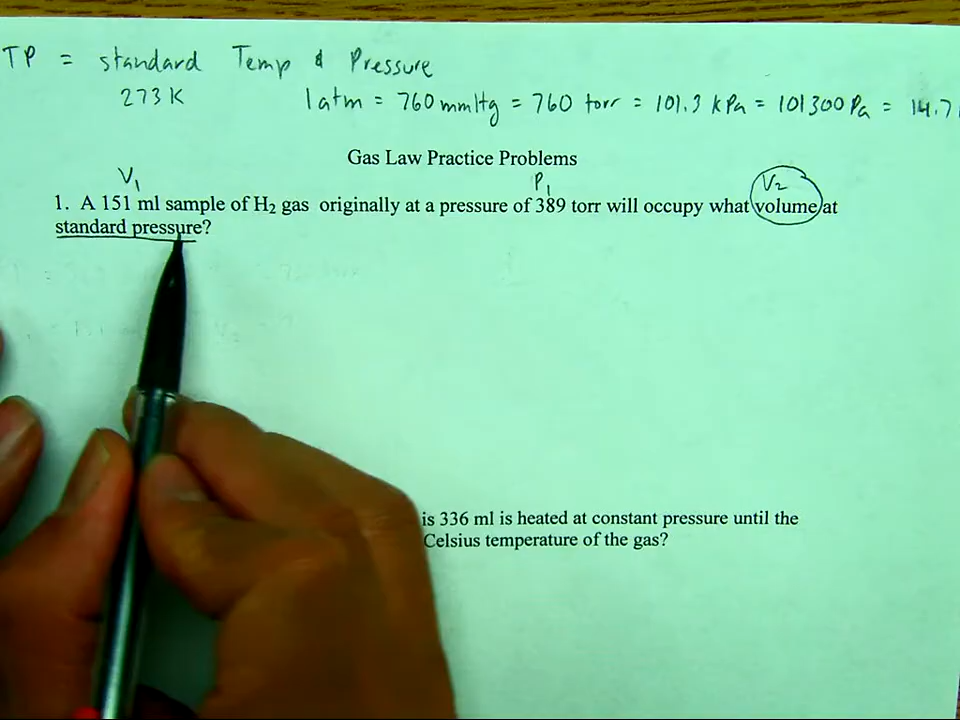 TP = standard Temp & Pressure
273 K 1 atm = 760 mmHg = 760 torr = 101.3 kPa = 101300 Pa = 14.7
Gas Law Practice Problems
V₁ P₁ V₂
1. A 151 ml sample of H₂ gas originally at a pressure of 389 torr will occupy what volume at
standard pressure?
is 336 ml is heated at constant pressure until the
Celsius temperature of the gas?